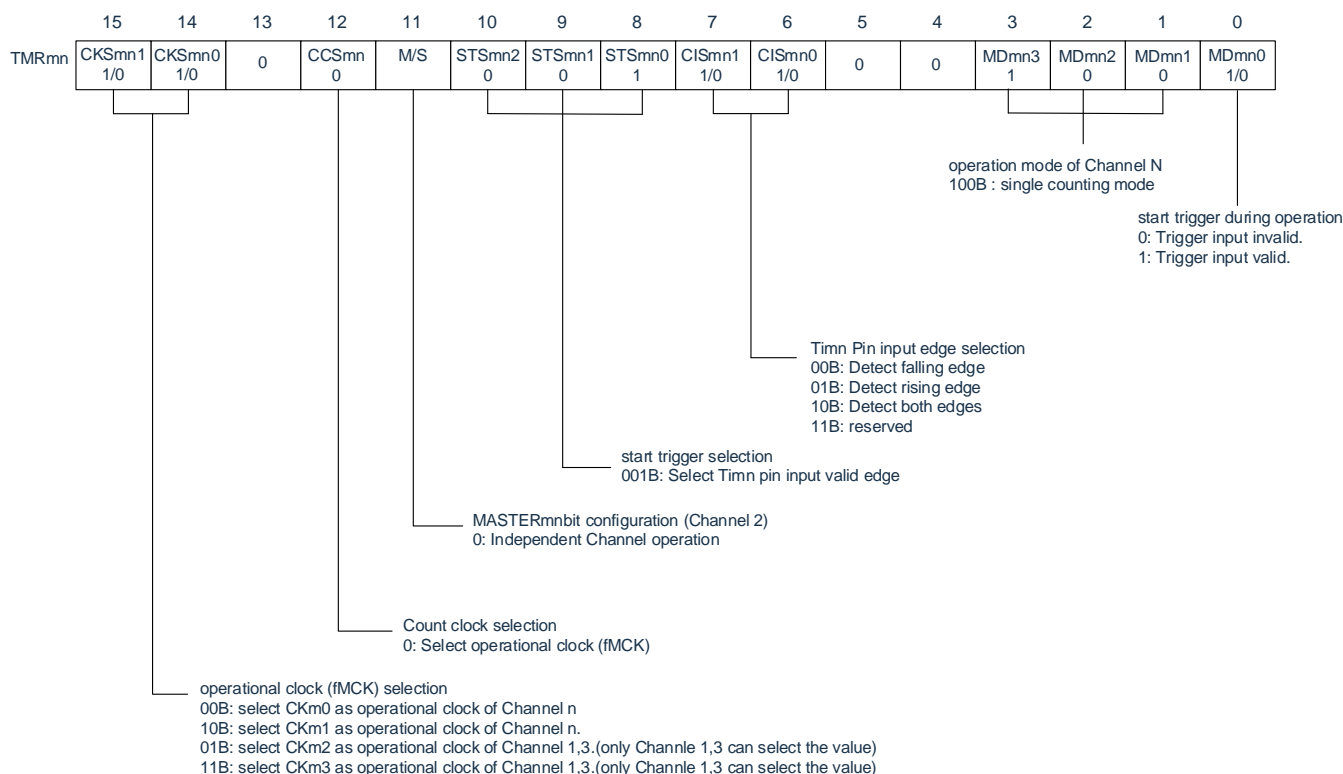 15 14 13 12 11 10 9 8 7 6 5 4 3 2 1 0
TMRmn CKSmn1 CKSmn0 0 CCSmn M/S STSmn2 STSmn1 STSmn0 CISmn1 CISmn0 0 0 MDmn3 MDmn2 MDmn1 MDmn0
1/0 1/0 0 0 0 1 1/0 1/0 1 0 0 1/0
operation mode of Channel N
100B : single counting mode
start trigger during operation
0: Trigger input invalid.
1: Trigger input valid.
Timn Pin input edge selection
00B: Detect falling edge
01B: Detect rising edge
10B: Detect both edges
11B: reserved
start trigger selection
001B: Select Timn pin input valid edge
MASTERmnbit configuration (Channel 2)
0: Independent Channel operation
Count clock selection
0: Select operational clock (fMCK)
operational clock (fMCK) selection
00B: select CKm0 as operational clock of Channel n
10B: select CKm1 as operational clock of Channel n.
01B: select CKm2 as operational clock of Channel 1,3.(only Channle 1,3 can select the value)
11B: select CKm3 as operational clock of Channel 1,3.(only Channle 1,3 can select the value)